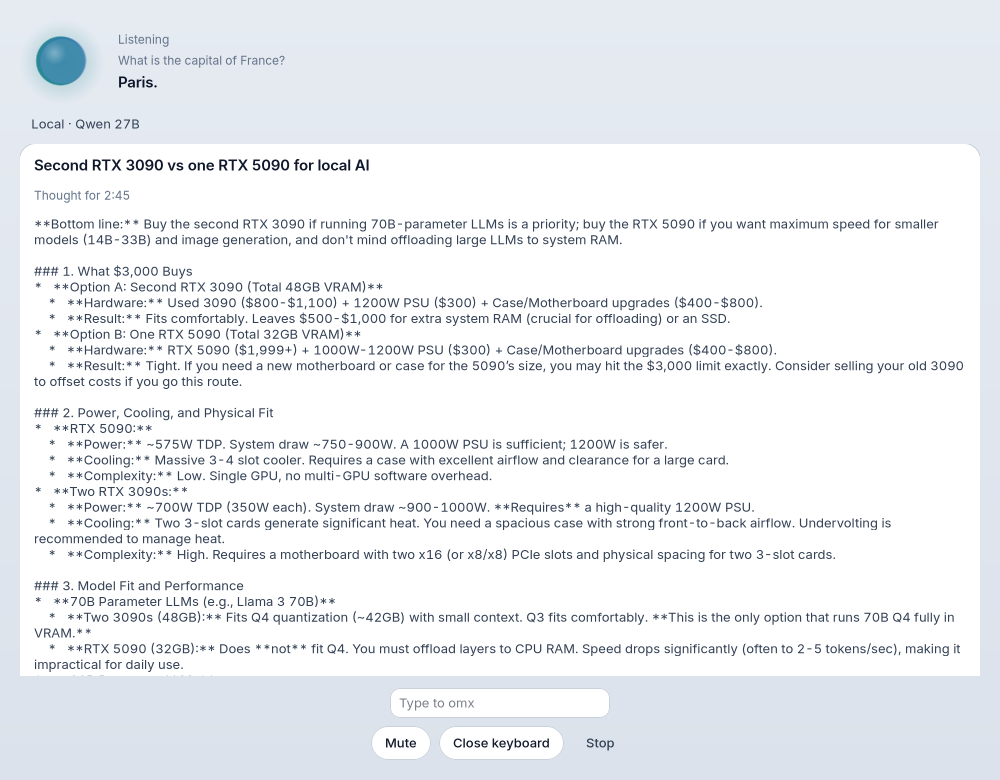 Listening
What is the capital of France?
Paris.
Local · Qwen 27B
Second RTX 3090 vs one RTX 5090 for local AI
Thought for 2:45
**Bottom line:** Buy the second RTX 3090 if running 70B-parameter LLMs is a priority; buy the RTX 5090 if you want maximum speed for smaller
models (14B-33B) and image generation, and don't mind offloading large LLMs to system RAM.
### 1. What $3,000 Buys
*   **Option A: Second RTX 3090 (Total 48GB VRAM)**
    *   **Hardware:** Used 3090 ($800-$1,100) + 1200W PSU ($300) + Case/Motherboard upgrades ($400-$800).
    *   **Result:** Fits comfortably. Leaves $500-$1,000 for extra system RAM (crucial for offloading) or an SSD.
*   **Option B: One RTX 5090 (Total 32GB VRAM)**
    *   **Hardware:** RTX 5090 ($1,999+) + 1000W-1200W PSU ($300) + Case/Motherboard upgrades ($400-$800).
    *   **Result:** Tight. If you need a new motherboard or case for the 5090’s size, you may hit the $3,000 limit exactly. Consider selling your old 3090
to offset costs if you go this route.
### 2. Power, Cooling, and Physical Fit
*   **RTX 5090:**
    *   **Power:** ~575W TDP. System draw ~750-900W. A 1000W PSU is sufficient; 1200W is safer.
    *   **Cooling:** Massive 3-4 slot cooler. Requires a case with excellent airflow and clearance for a large card.
    *   **Complexity:** Low. Single GPU, no multi-GPU software overhead.
*   **Two RTX 3090s:**
    *   **Power:** ~700W TDP (350W each). System draw ~900-1000W. **Requires** a high-quality 1200W PSU.
    *   **Cooling:** Two 3-slot cards generate significant heat. You need a spacious case with strong front-to-back airflow. Undervolting is
recommended to manage heat.
    *   **Complexity:** High. Requires a motherboard with two x16 (or x8/x8) PCIe slots and physical spacing for two 3-slot cards.
### 3. Model Fit and Performance
*   **70B Parameter LLMs (e.g., Llama 3 70B)**
    *   **Two 3090s (48GB):** Fits Q4 quantization (~42GB) with small context. Q3 fits comfortably. **This is the only option that runs 70B Q4 fully in
VRAM.**
    *   **RTX 5090 (32GB):** Does **not** fit Q4. You must offload layers to CPU RAM. Speed drops significantly (often to 2-5 tokens/sec), making it
impractical for daily use.
Type to omx
Mute
Close keyboard
Stop